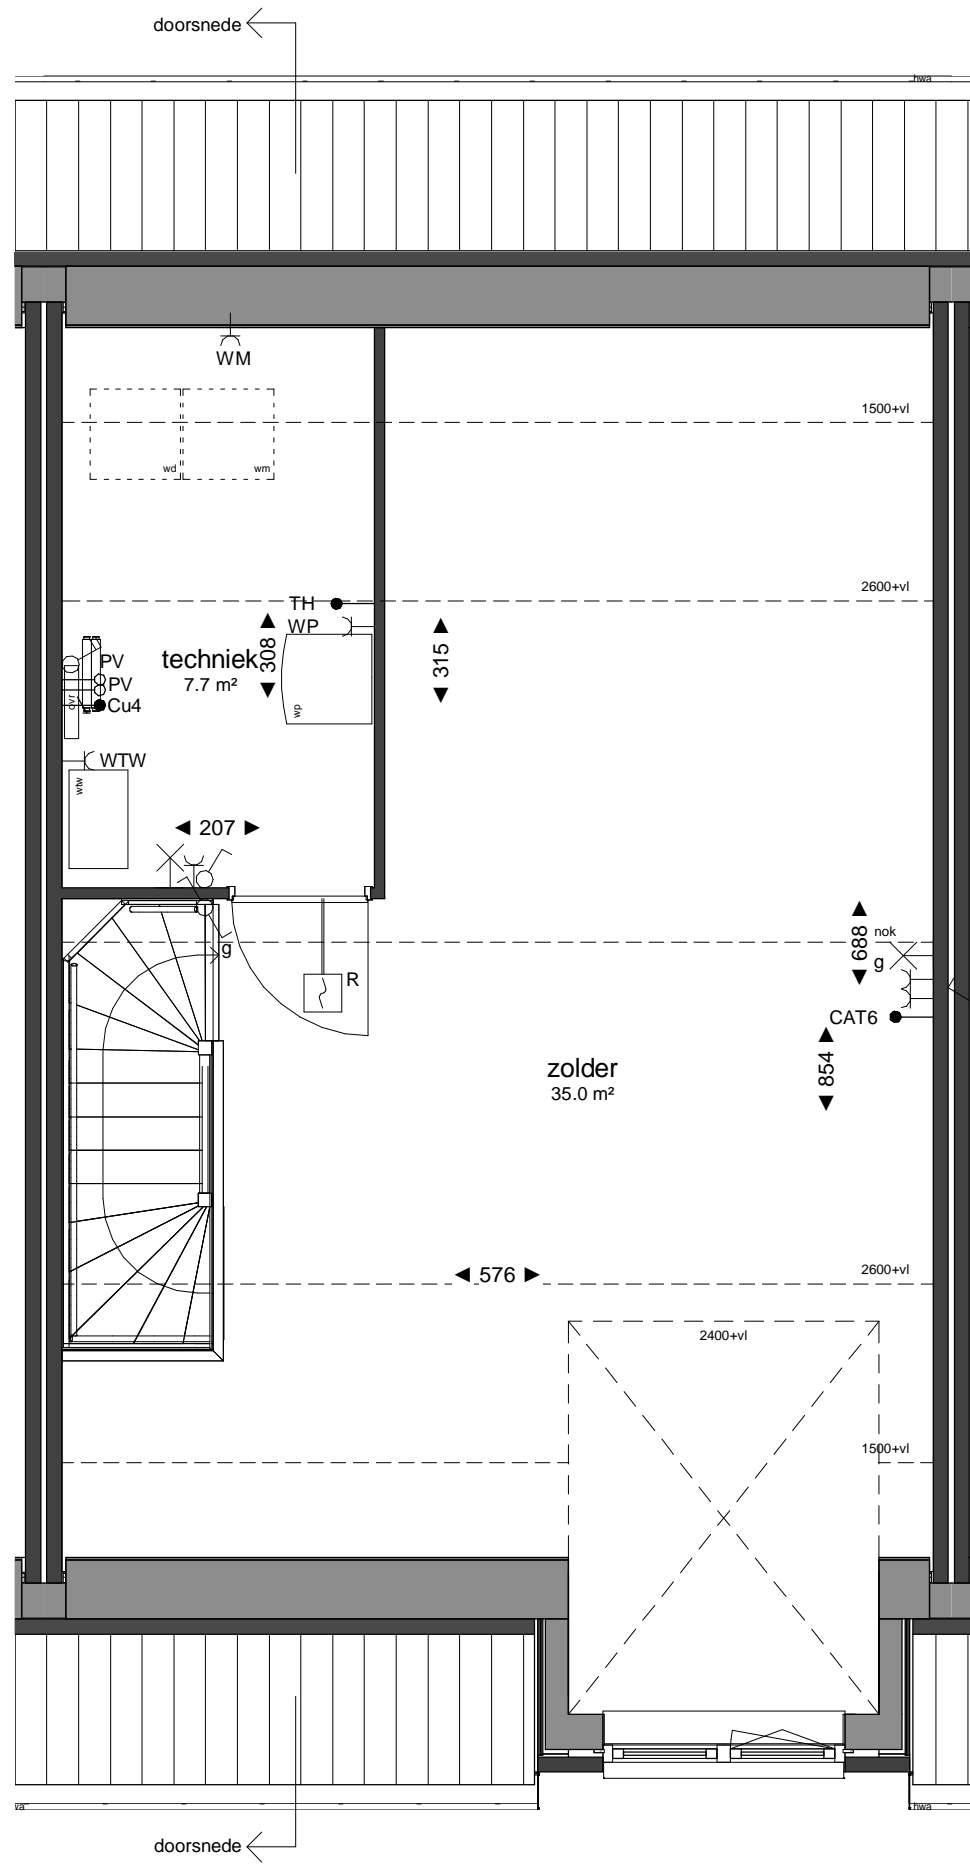 doorsnede
hwa
WM
1500+vl
wd
wm
2600+vl
TH
WP
308
315
techniek
7.7 m²
PV
PV
Cu4
ovr
wp
WTW
wtw
207
688
nok
g
g
R
CAT6
zolder
35.0 m²
854
576
2600+vl
2400+vl
1500+vl
hwa
doorsnede